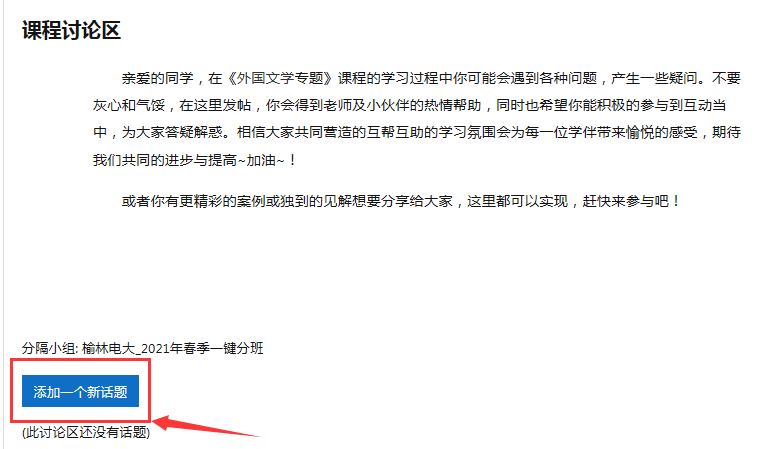 课程讨论区
亲爱的同学，在《外国文学专题》课程的学习过程中你可能会遇到各种问题，产生一些疑问。不要
灰心和气馁，在这里发帖，你会得到老师及小伙伴的热情帮助，同时也希望你能积极的参与到互动当
中，为大家答疑解惑。相信大家共同营造的互帮互助的学习氛围会为每一位学伴带来愉悦的感受，期待
我们共同的进步与提高~加油~！
或者你有更精彩的案例或独到的见解想要分享给大家，这里都可以实现，赶快来参与吧！
分隔小组: 榆林电大_2021年春季一键分班
添加一个新话题
(此讨论区还没有话题)